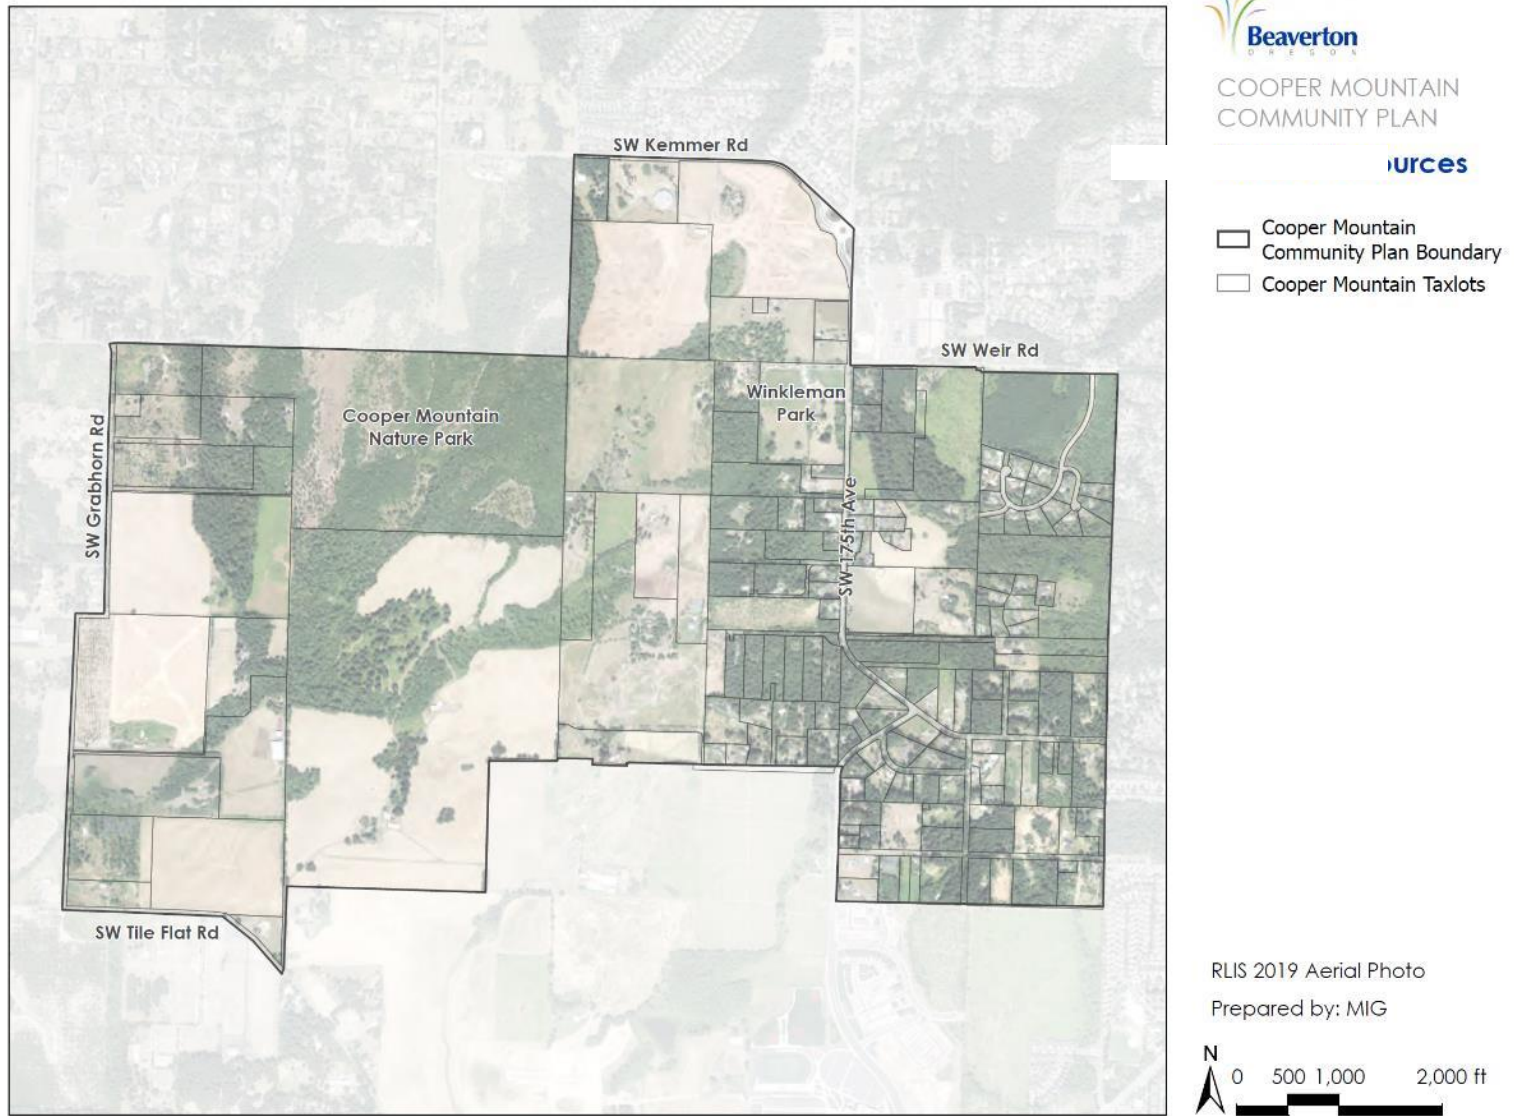 Beaverton
OREGON
COOPER MOUNTAIN
COMMUNITY PLAN
urces
Cooper Mountain
Community Plan Boundary
Cooper Mountain Taxlots
SW Kemmer Rd
SW Weir Rd
Winkleman
Park
Cooper Mountain
Nature Park
SW Grabhorn Rd
SW 175th Ave
SW Tile Flat Rd
RLIS 2019 Aerial Photo
Prepared by: MIG
N
0 500 1,000 2,000 ft